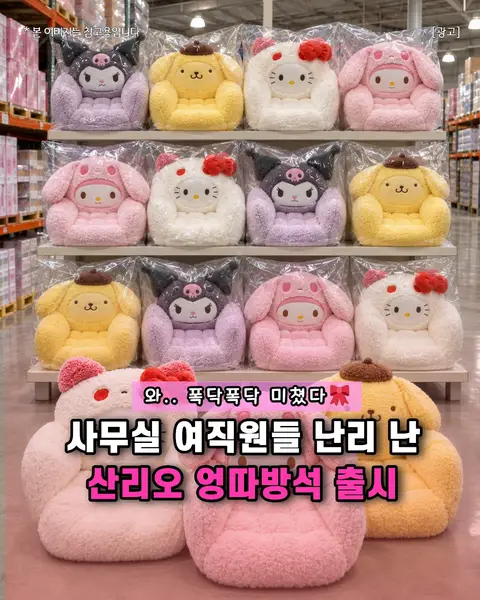 * 본 이미지는 참고용입니다
[광고]
와.. 폭닥폭닥 미쳤다🎀
사무실 여직원들 난리 난
산리오 엉따방석 출시